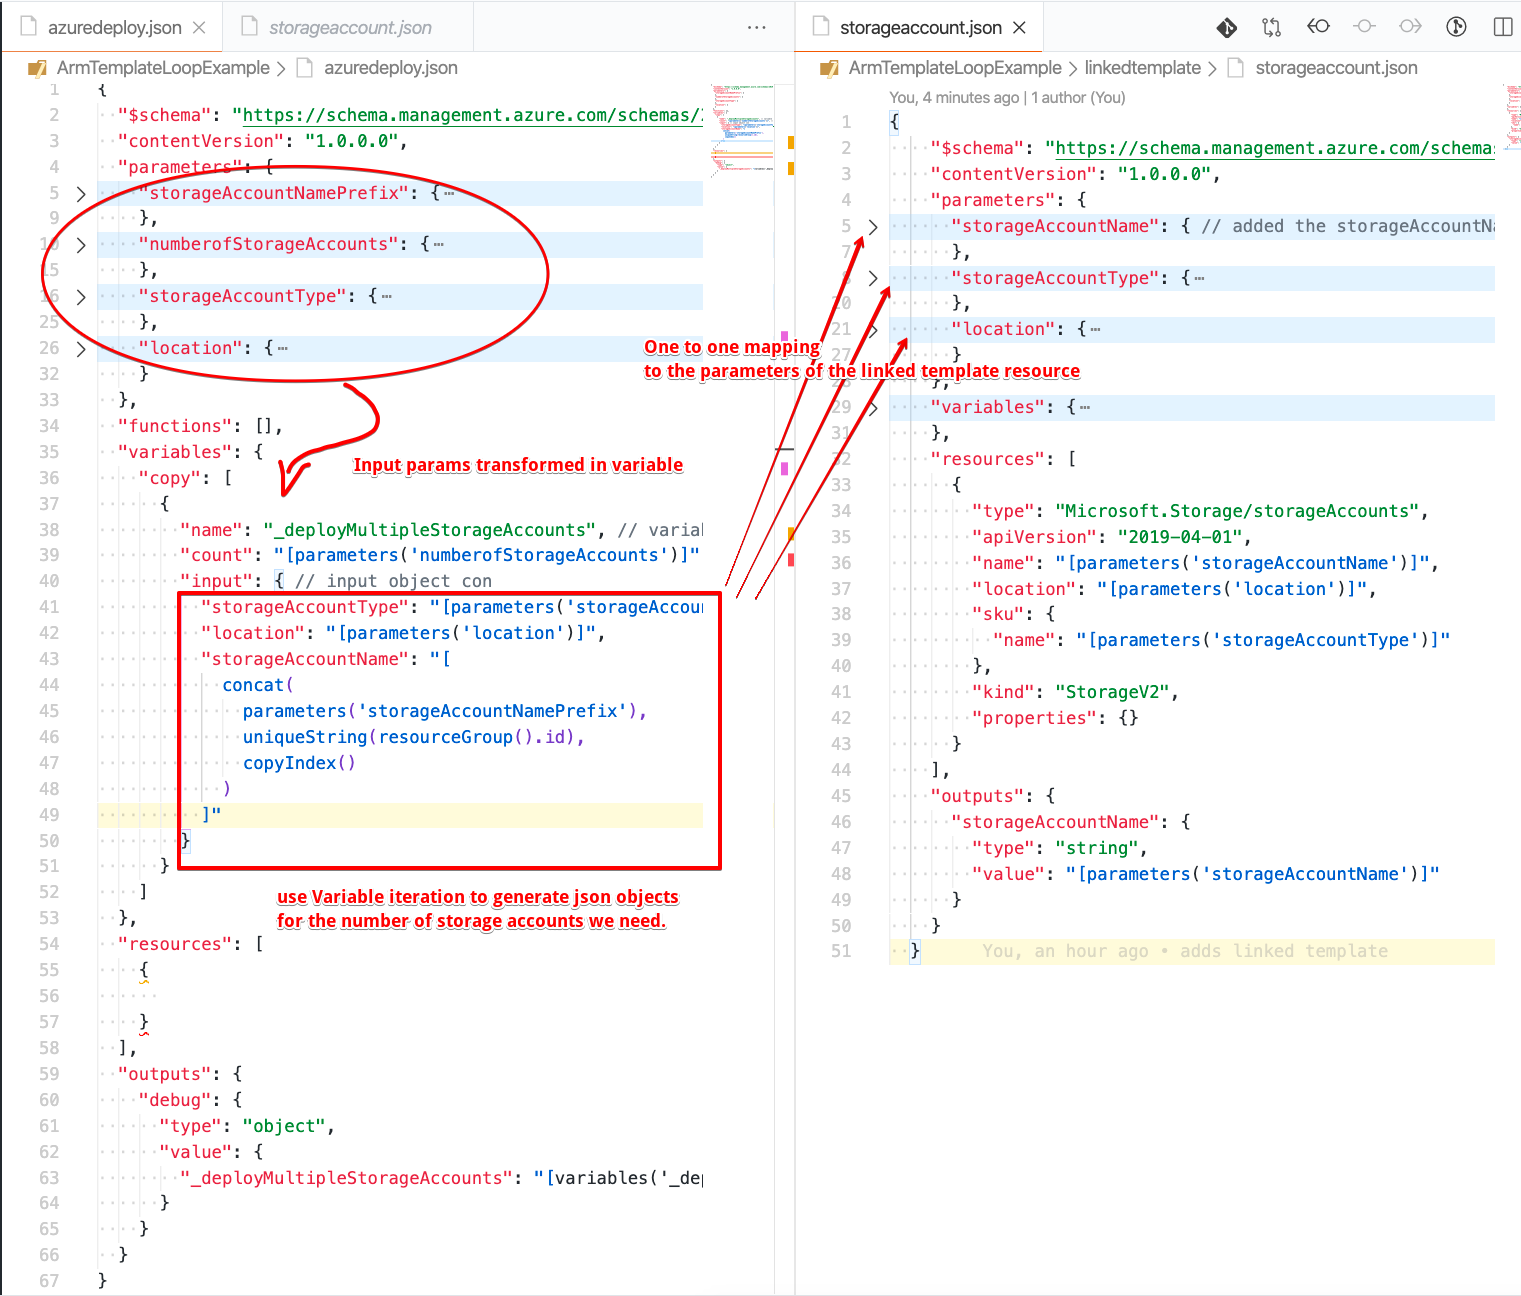 azuredeploy.json
storageaccount.json
ArmTemplateLoopExample > azuredeploy.json
1 {
2 "$schema": "https://schema.management.azure.com/schemas/
3 "contentVersion": "1.0.0.0",
4 "parameters": {
5 "storageAccountNamePrefix": {…
9 },
10 "numberofStorageAccounts": {…
15 },
16 "storageAccountType": {…
25 },
26 "location": {…
32 }
33 },
34 "functions": [],
35 "variables": {
36 "copy": [
37 {
38 "name": "_deployMultipleStorageAccounts", // varia
39 "count": "[parameters('numberofStorageAccounts')]"
40 "input": { // input object con
41 "storageAccountType": "[parameters('storageAccou
42 "location": "[parameters('location')]",
43 "storageAccountName": "[
44 concat(
45 parameters('storageAccountNamePrefix'),
46 uniqueString(resourceGroup().id),
47 copyIndex()
48 )
49 ]"
50 }
51 }
52 ]
53 },
54 "resources": [
55 {
56
57 }
58 ],
59 "outputs": {
60 "debug": {
61 "type": "object",
62 "value": {
63 "_deployMultipleStorageAccounts": "[variables('_dep
64 }
65 }
66 }
67 }
Input params transformed in variable
use Variable iteration to generate json objects
for the number of storage accounts we need.
One to one mapping
to the parameters of the linked template resource
storageaccount.json
ArmTemplateLoopExample > linkedtemplate > storageaccount.json
You, 4 minutes ago | 1 author (You)
1 {
2 "$schema": "https://schema.management.azure.com/schemas
3 "contentVersion": "1.0.0.0",
4 "parameters": {
5 "storageAccountName": { // added the storageAccountNa
7 },
8 "storageAccountType": {…
20 },
21 "location": {…
27 }
28 },
29 "variables": {…
31 },
32 "resources": [
33 {
34 "type": "Microsoft.Storage/storageAccounts",
35 "apiVersion": "2019-04-01",
36 "name": "[parameters('storageAccountName')]",
37 "location": "[parameters('location')]",
38 "sku": {
39 "name": "[parameters('storageAccountType')]"
40 },
41 "kind": "StorageV2",
42 "properties": {}
43 }
44 ],
45 "outputs": {
46 "storageAccountName": {
47 "type": "string",
48 "value": "[parameters('storageAccountName')]"
49 }
50 }
51 } You, an hour ago • adds linked template